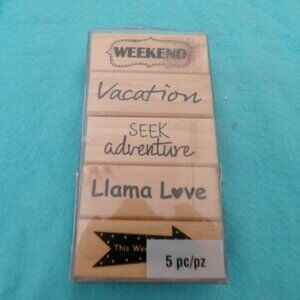 WEEKEND
Vacation
SEEK
adventure
Llama Love
This
5 pc/pz